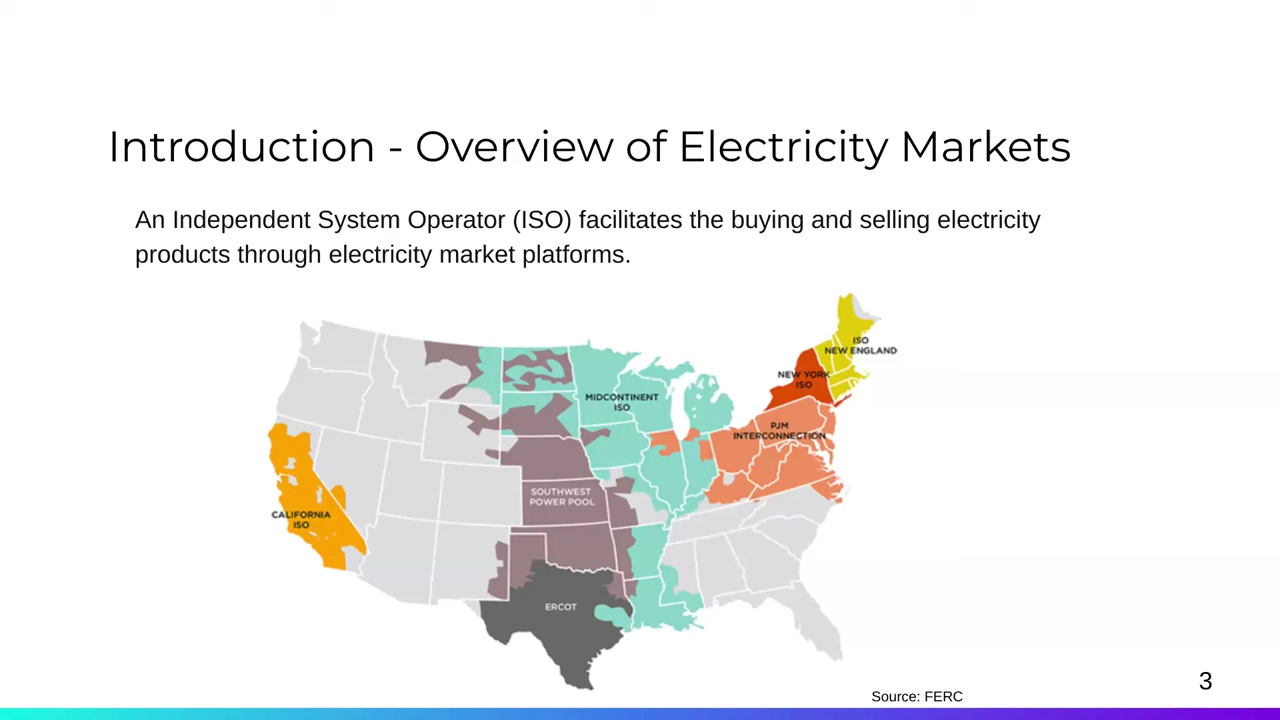 Introduction - Overview of Electricity Markets
An Independent System Operator (ISO) facilitates the buying and selling electricity
products through electricity market platforms.
ISO
NEW ENGLAND
NEW YORK
ISO
MIDCONTINENT
ISO
PJM
INTERCONNECTION
SOUTHWEST
POWER POOL
CALIFORNIA
ISO
ERCOT
Source: FERC
3